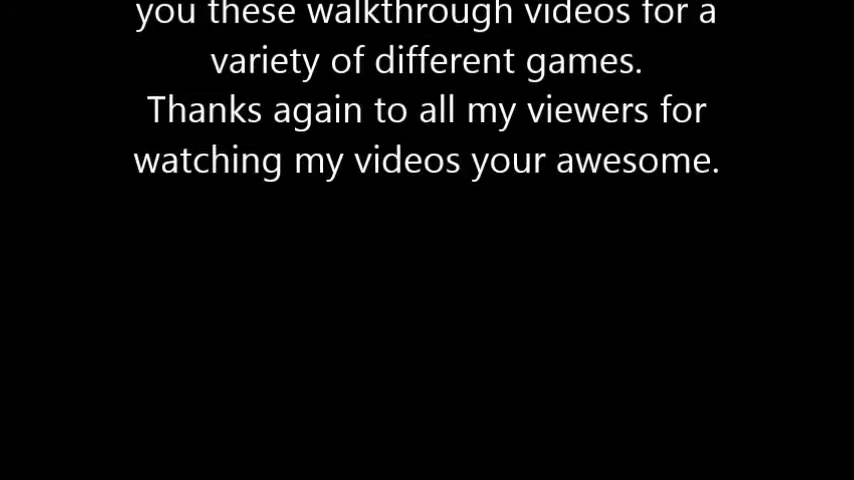 you these walkthrough videos for a
variety of different games.
Thanks again to all my viewers for
watching my videos your awesome.